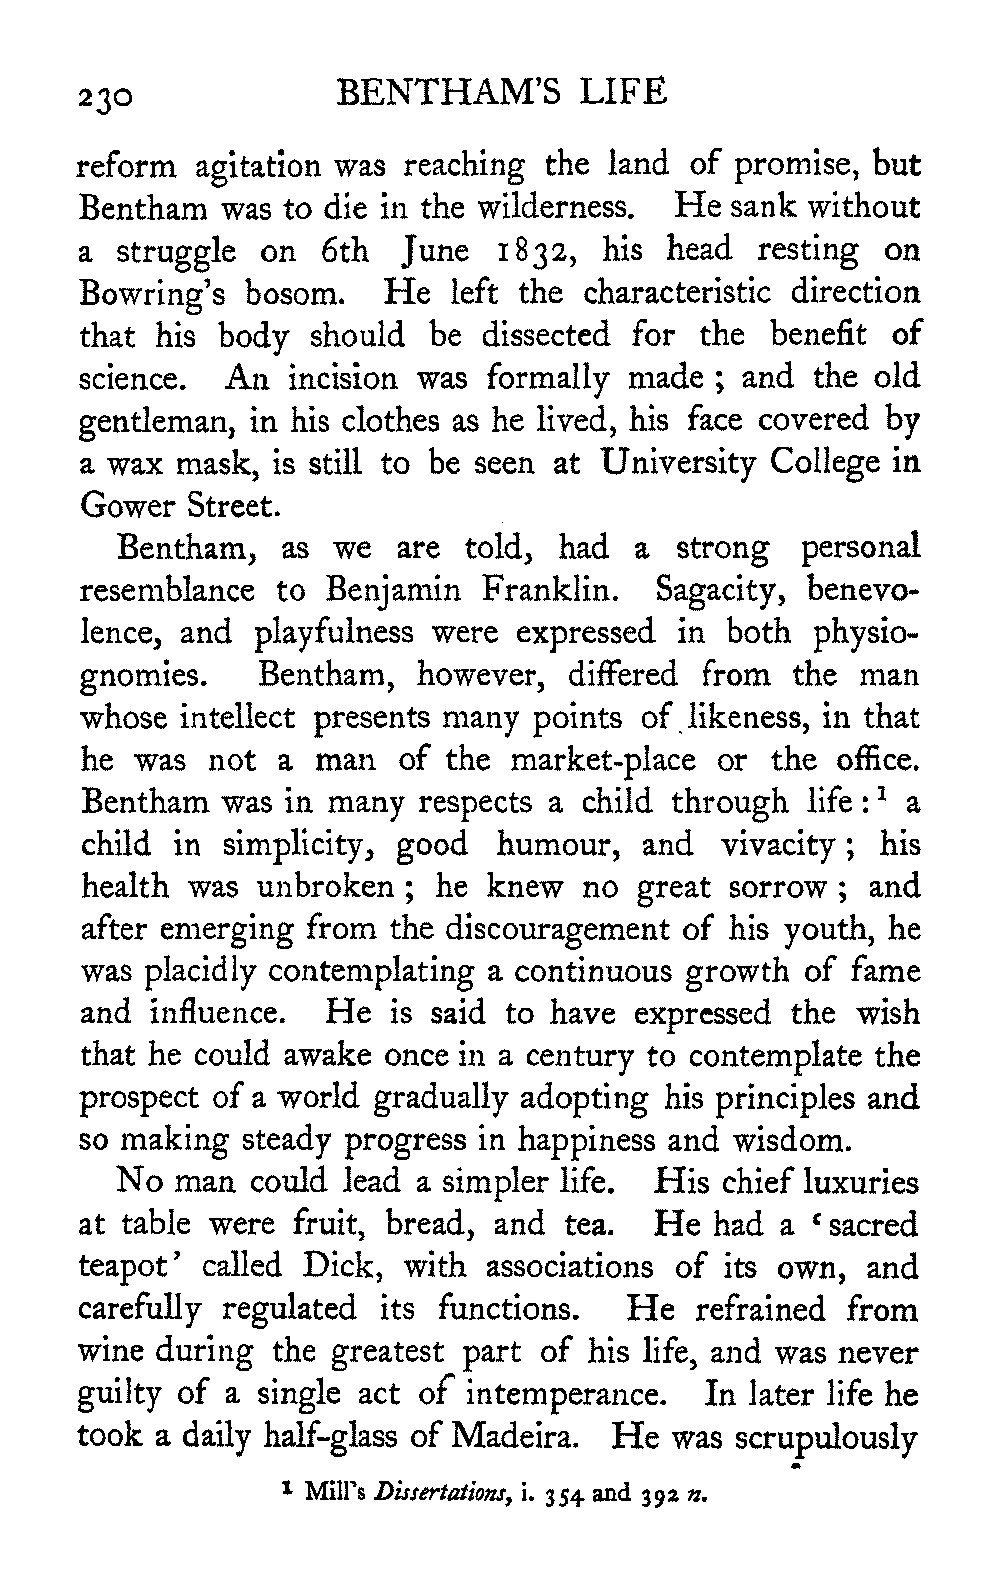 230 BENTHAM'S LIFE
reform agitation was reaching the land of promise, but
Bentham was to die in the wilderness. He sank without
a struggle on 6th June 1832, his head resting on
Bowring's bosom. He left the characteristic direction
that his body should be dissected for the benefit of
science. An incision was formally made ; and the old
gentleman, in his clothes as he lived, his face covered by
a wax mask, is still to be seen at University College in
Gower Street.
Bentham, as we are told, had a strong personal
resemblance to Benjamin Franklin. Sagacity, benevo-
lence, and playfulness were expressed in both physio-
gnomies. Bentham, however, differed from the man
whose intellect presents many points of likeness, in that
he was not a man of the market-place or the office.
Bentham was in many respects a child through life :¹ a
child in simplicity, good humour, and vivacity ; his
health was unbroken ; he knew no great sorrow ; and
after emerging from the discouragement of his youth, he
was placidly contemplating a continuous growth of fame
and influence. He is said to have expressed the wish
that he could awake once in a century to contemplate the
prospect of a world gradually adopting his principles and
so making steady progress in happiness and wisdom.
No man could lead a simpler life. His chief luxuries
at table were fruit, bread, and tea. He had a ‘sacred
teapot’ called Dick, with associations of its own, and
carefully regulated its functions. He refrained from
wine during the greatest part of his life, and was never
guilty of a single act of intemperance. In later life he
took a daily half-glass of Madeira. He was scrupulously
¹ Mill's Dissertations, i. 354 and 392 n.